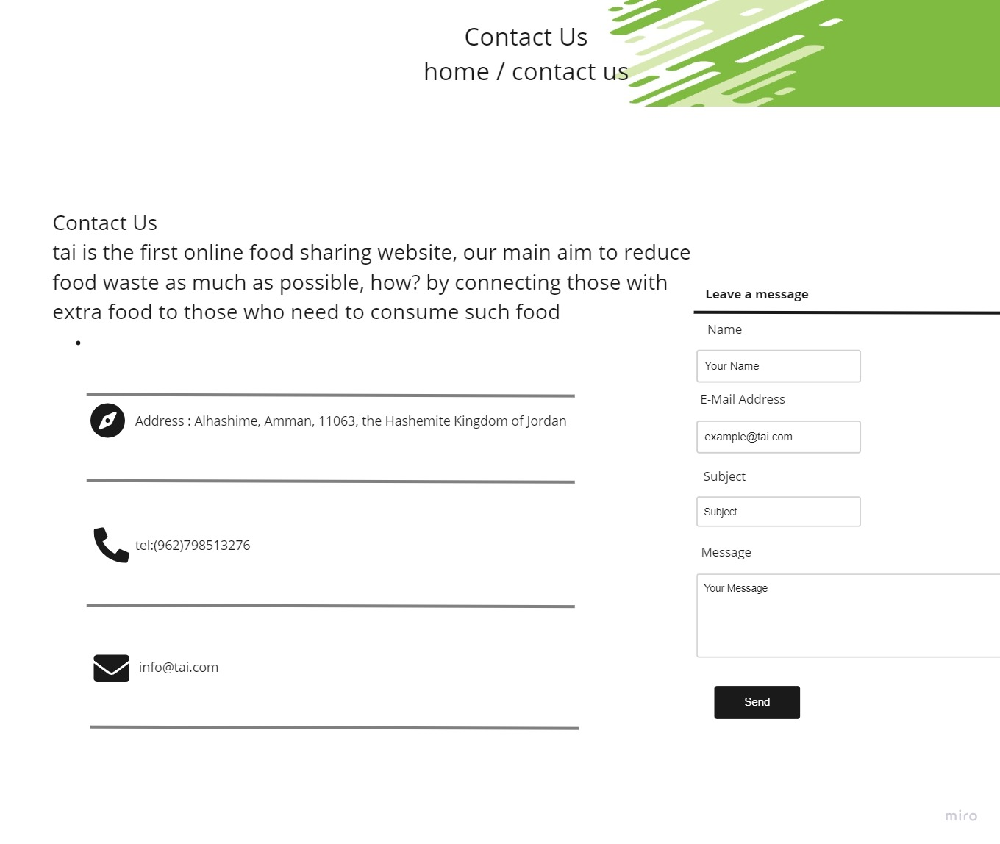 Contact Us
home / contact us
Contact Us
tai is the first online food sharing website, our main aim to reduce
food waste as much as possible, how? by connecting those with
extra food to those who need to consume such food
•
Address : Alhashime, Amman, 11063, the Hashemite Kingdom of Jordan
tel:(962)798513276
info@tai.com
Leave a message
Name
Your Name
E-Mail Address
example@tai.com
Subject
Subject
Message
Your Message
Send
miro